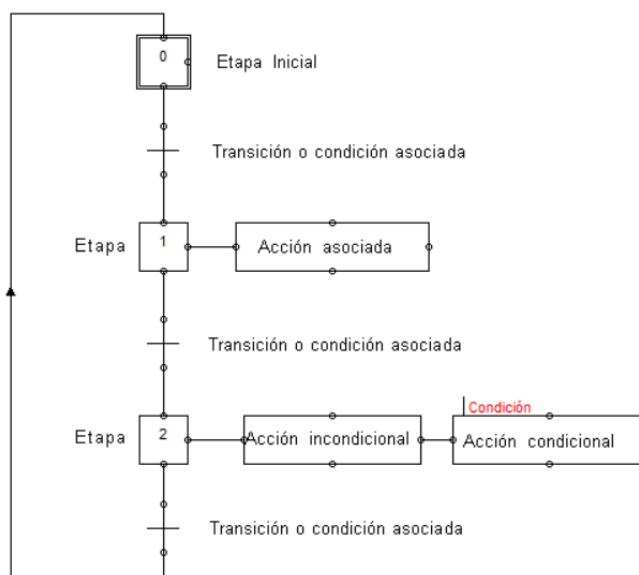 0
Etapa Inicial
Transición o condición asociada
Etapa
1
Acción asociada
Transición o condición asociada
Condición
Etapa
2
Acción incondicional
Acción condicional
Transición o condición asociada